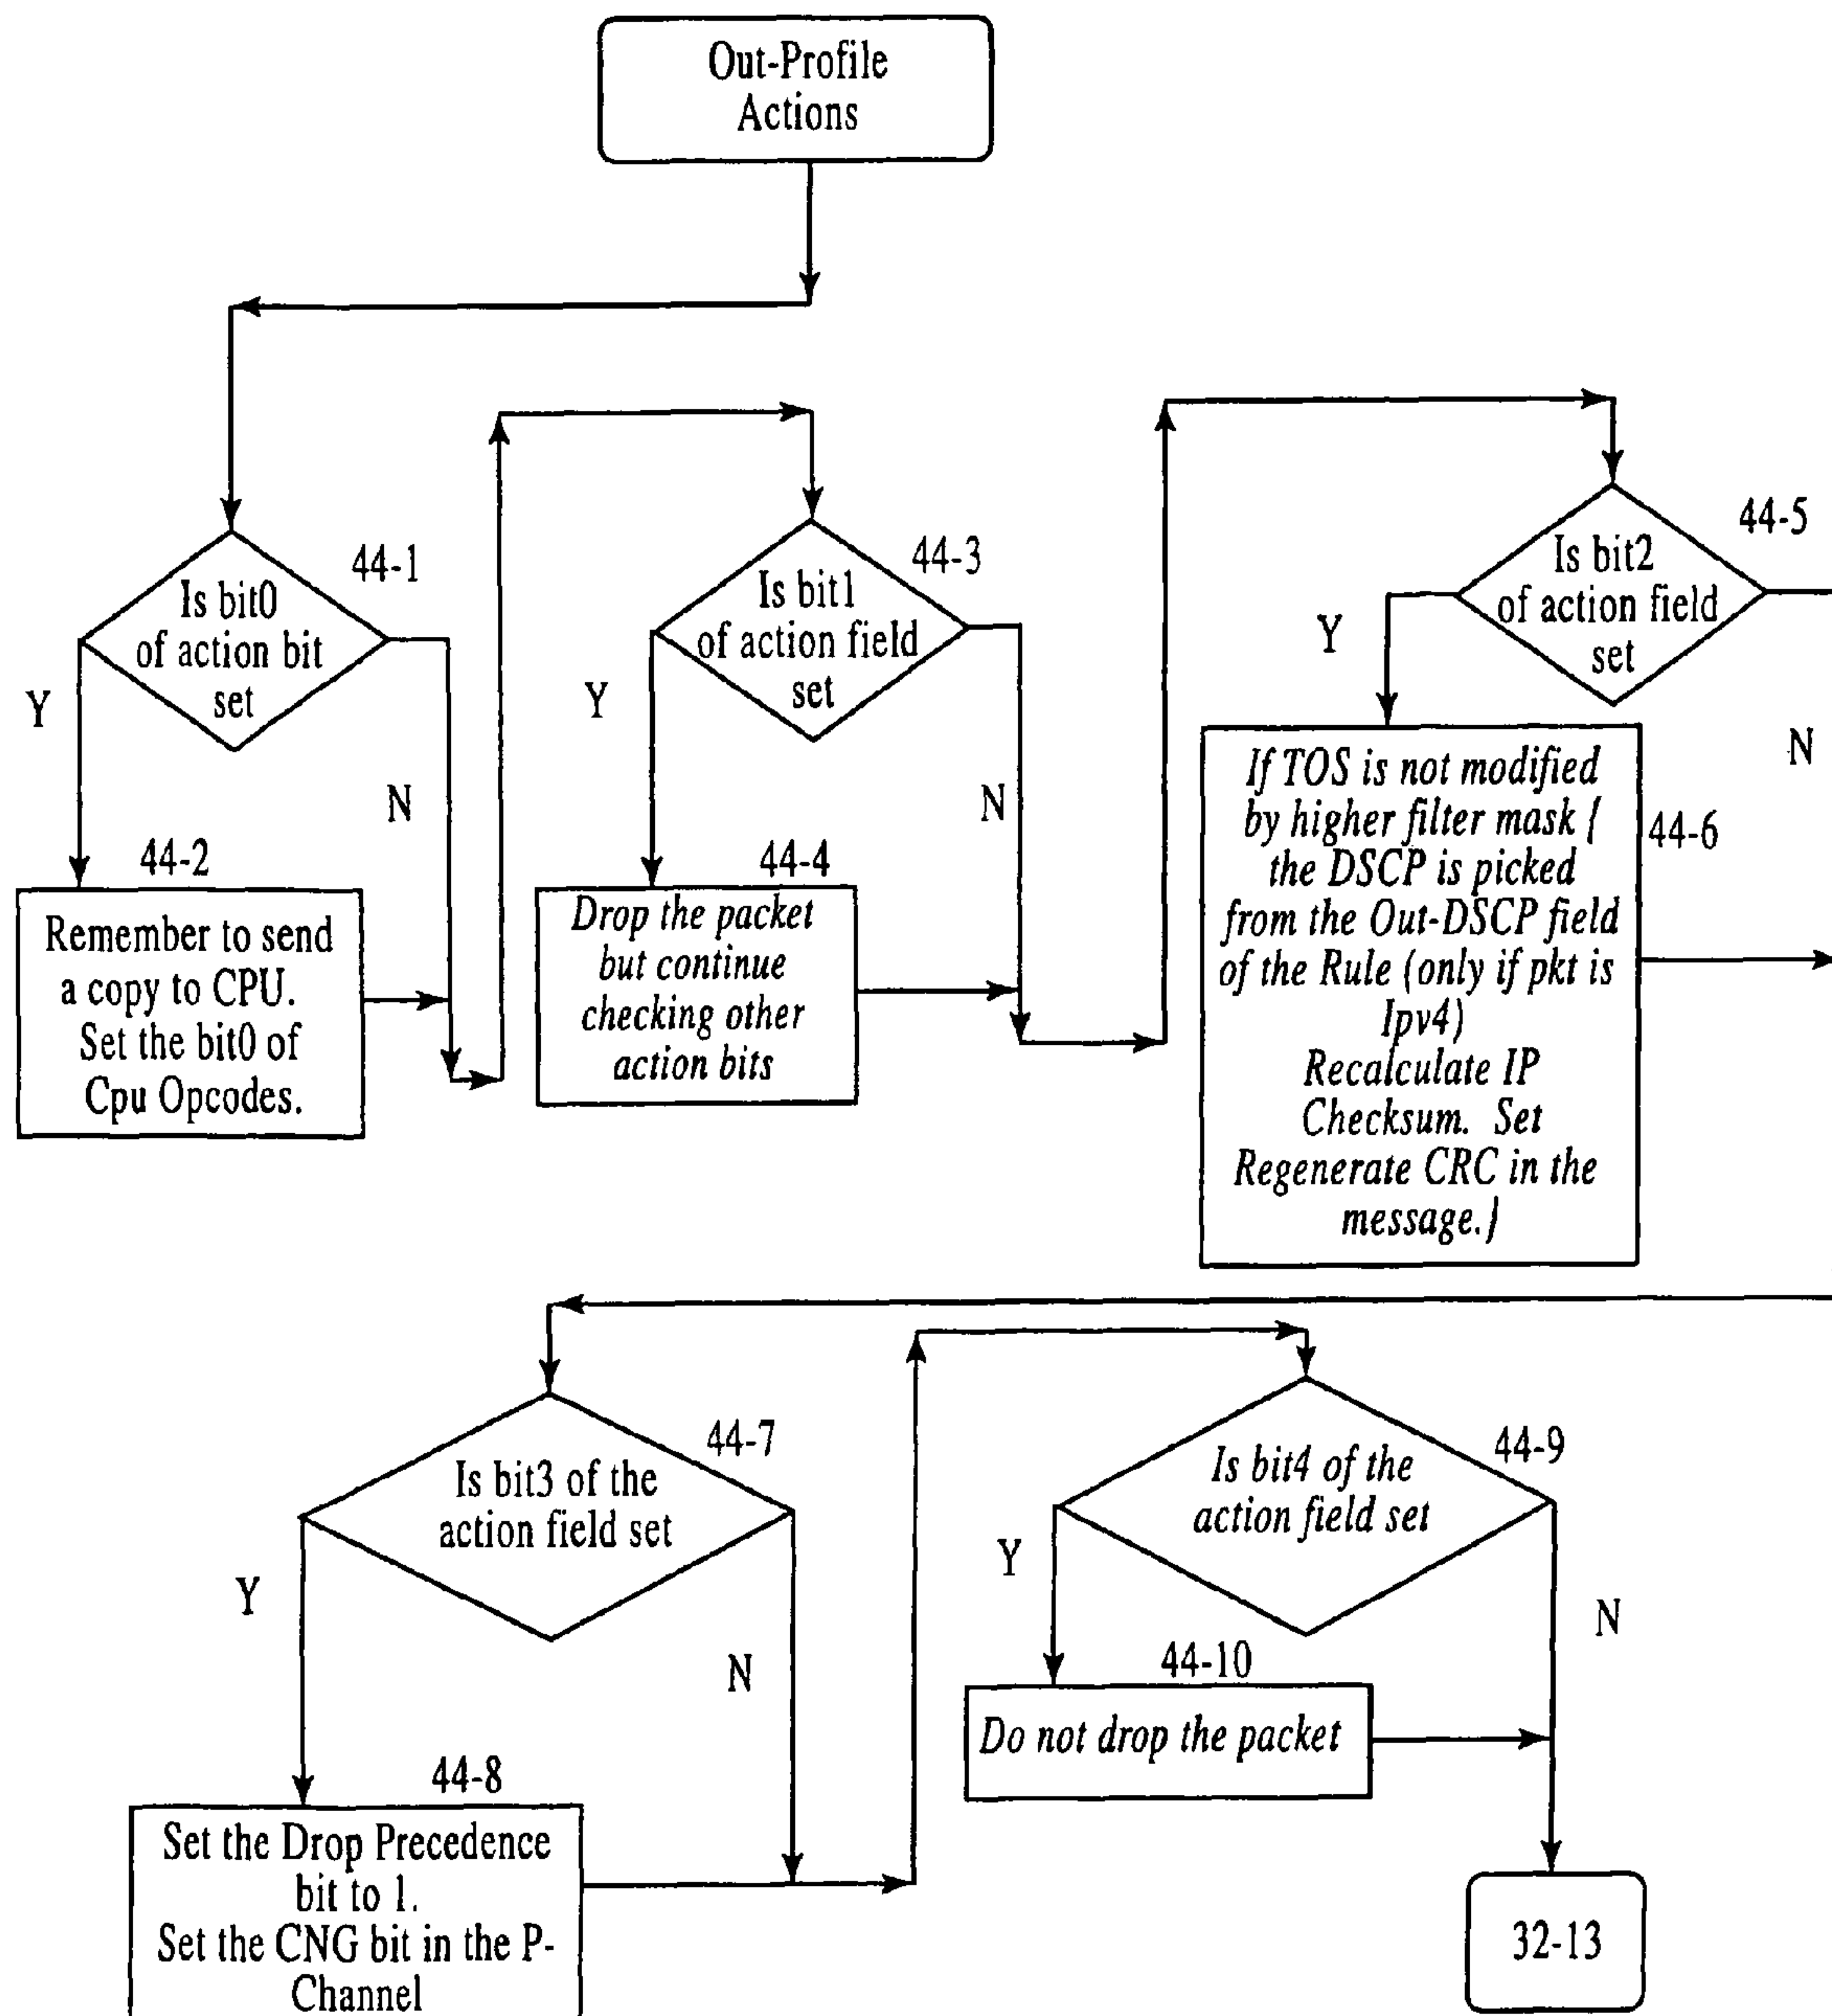 Out-Profile
Actions
44-1
Is bit0
of action bit
set
Y
N
44-2
Remember to send
a copy to CPU.
Set the bit0 of
Cpu Opcodes.
44-3
Is bit1
of action field
set
Y
N
44-4
Drop the packet
but continue
checking other
action bits
44-5
Is bit2
of action field
set
Y
N
If TOS is not modified
by higher filter mask [
the DSCP is picked
from the Out-DSCP field
of the Rule (only if pkt is
Ipv4)
Recalculate IP
Checksum. Set
Regenerate CRC in the
message.]
44-6
44-7
Is bit3 of the
action field set
Y
N
44-8
Set the Drop Precedence
bit to 1.
Set the CNG bit in the P-
Channel
44-9
Is bit4 of the
action field set
Y
N
44-10
Do not drop the packet
32-13